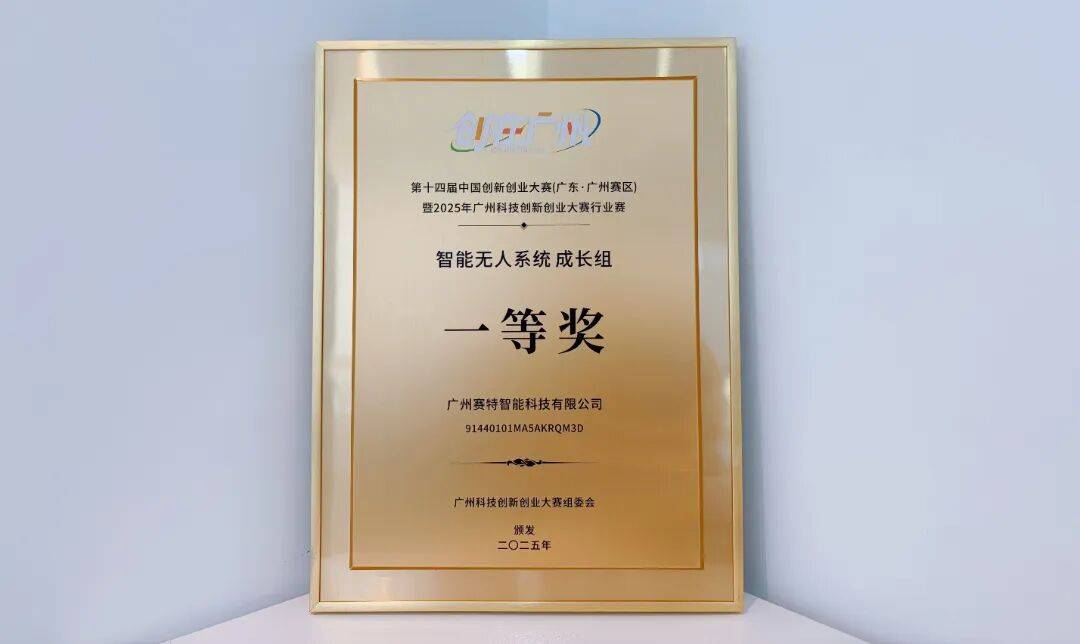 创在广州
第十四届中国创新创业大赛(广东·广州赛区)
暨2025年广州科技创新创业大赛行业赛
智能无人系统 成长组
一等奖
广州赛特智能科技有限公司
91440101MA5AKRQM3D
广州科技创新创业大赛组委会
颁发
二〇二五年